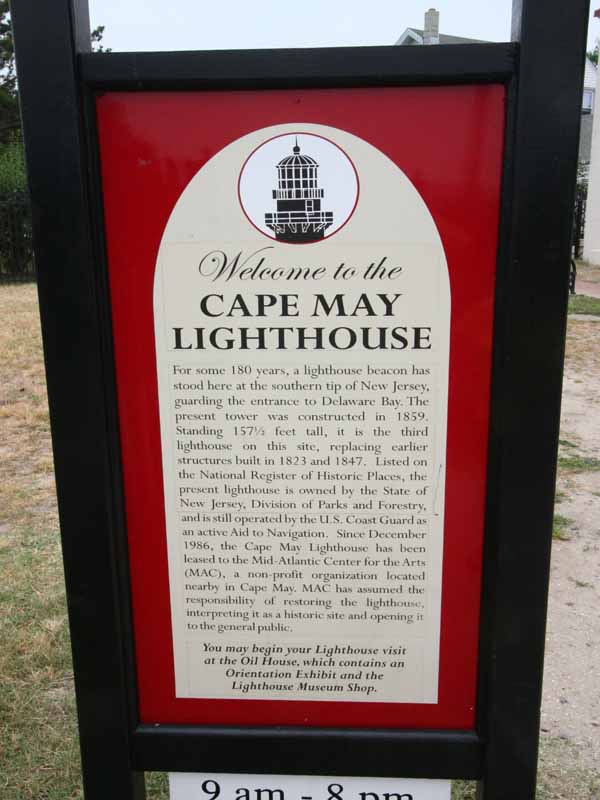 Welcome to the
CAPE MAY
LIGHTHOUSE
For some 180 years, a lighthouse beacon has
stood here at the southern tip of New Jersey,
guarding the entrance to Delaware Bay. The
present tower was constructed in 1859.
Standing 157½ feet tall, it is the third
lighthouse on this site, replacing earlier
structures built in 1823 and 1847. Listed on
the National Register of Historic Places, the
present lighthouse is owned by the State of
New Jersey, Division of Parks and Forestry,
and is still operated by the U.S. Coast Guard as
an active Aid to Navigation. Since December
1986, the Cape May Lighthouse has been
leased to the Mid-Atlantic Center for the Arts
(MAC), a non-profit organization located
nearby in Cape May. MAC has assumed the
responsibility of restoring the lighthouse,
interpreting it as a historic site and opening it
to the general public.
You may begin your Lighthouse visit
at the Oil House, which contains an
Orientation Exhibit and the
Lighthouse Museum Shop.
9 am - 8 pm